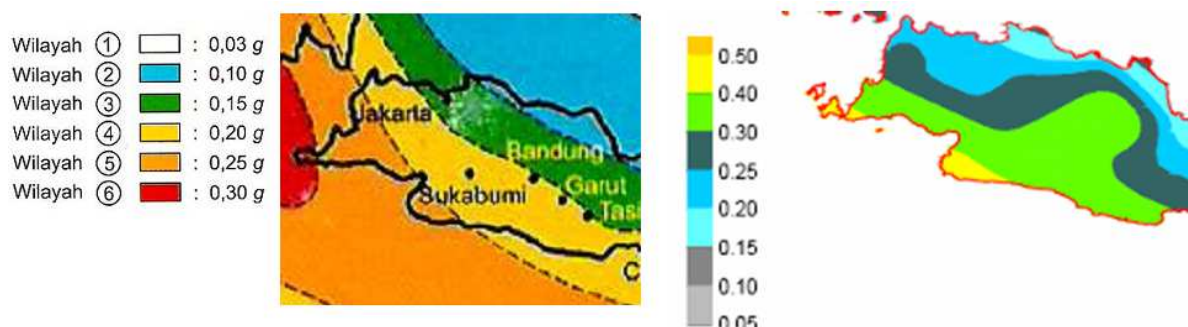 Wilayah 1 : 0,03 g
Wilayah 2 : 0,10 g
Wilayah 3 : 0,15 g
Wilayah 4 : 0,20 g
Wilayah 5 : 0,25 g
Wilayah 6 : 0,30 g
Jakarta
Bandung
Sukabumi
Garut
Tasi
C
0.50
0.40
0.30
0.25
0.20
0.15
0.10
0.05